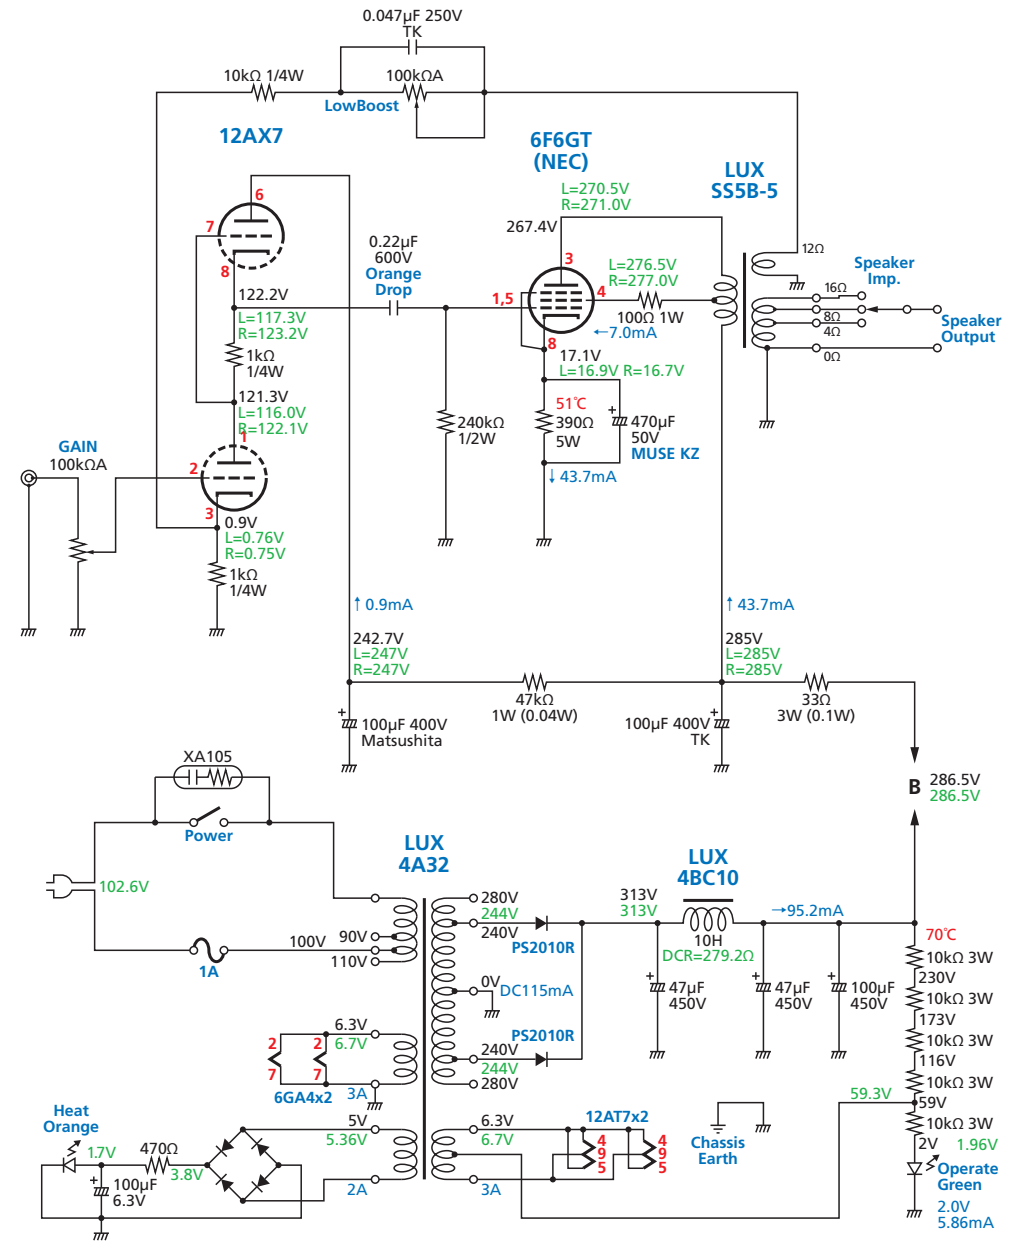 0.047µF 250V
TK
10kΩ 1/4W
100kΩA
LowBoost
12AX7
6F6GT
(NEC)
LUX
SS5B-5
L=270.5V
R=271.0V
267.4V
6
7
8
3
4
1,5
8
0.22µF
600V
Orange
Drop
L=276.5V
R=277.0V
100Ω 1W
←7.0mA
12Ω
Speaker
Imp.
16Ω
8Ω
4Ω
0Ω
Speaker
Output
122.2V
L=117.3V
R=123.2V
1kΩ
1/4W
121.3V
L=116.0V
R=122.1V
1
17.1V
L=16.9V R=16.7V
51℃
390Ω
5W
470µF
50V
MUSE KZ
↓ 43.7mA
240kΩ
1/2W
GAIN
100kΩA
2
3
0.9V
L=0.76V
R=0.75V
1kΩ
1/4W
↑ 0.9mA
242.7V
L=247V
R=247V
↑ 43.7mA
285V
L=285V
R=285V
47kΩ
1W (0.04W)
33Ω
3W (0.1W)
+
100µF 400V
Matsushita
+
100µF 400V
TK
B
286.5V
286.5V
XA105
Power
102.6V
1A
LUX
4A32
100V
90V
110V
280V
244V
240V
0V
DC115mA
240V
244V
280V
PS2010R
PS2010R
313V
313V
LUX
4BC10
10H
DCR=279.2Ω
→95.2mA
+
47µF
450V
+
47µF
450V
+
100µF
450V
70℃
10kΩ 3W
230V
10kΩ 3W
173V
10kΩ 3W
116V
10kΩ 3W
59.3V
59V
10kΩ 3W
2V
1.96V
Operate
Green
2.0V
5.86mA
6.3V
6.7V
2
7
2
7
6GA4x2
3A
5V
5.36V
2A
6.3V
6.7V
3A
12AT7x2
4
9
5
4
9
5
Chassis
Earth
Heat
Orange
1.7V
470Ω
3.8V
+
100µF
6.3V